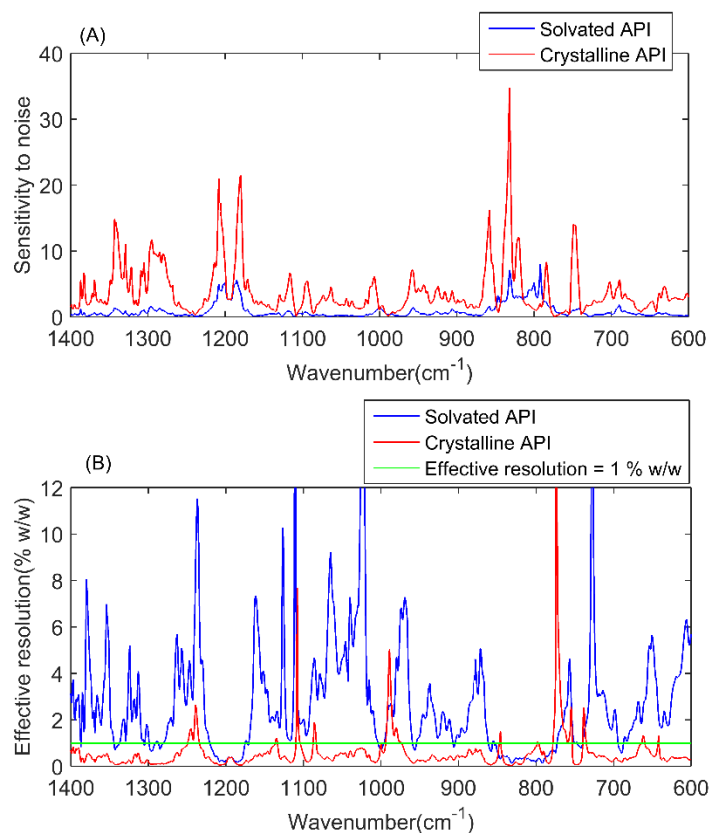 (A)
Solvated API
Crystalline API
40
30
20
10
0
Sensitivity to noise
1400 1300 1200 1100 1000 900 800 700 600
Wavenumber(cm⁻¹)
Solvated API
Crystalline API
Effective resolution = 1 % w/w
(B)
12
10
8
6
4
2
0
Effective resolution(% w/w)
1400 1300 1200 1100 1000 900 800 700 600
Wavenumber(cm⁻¹)